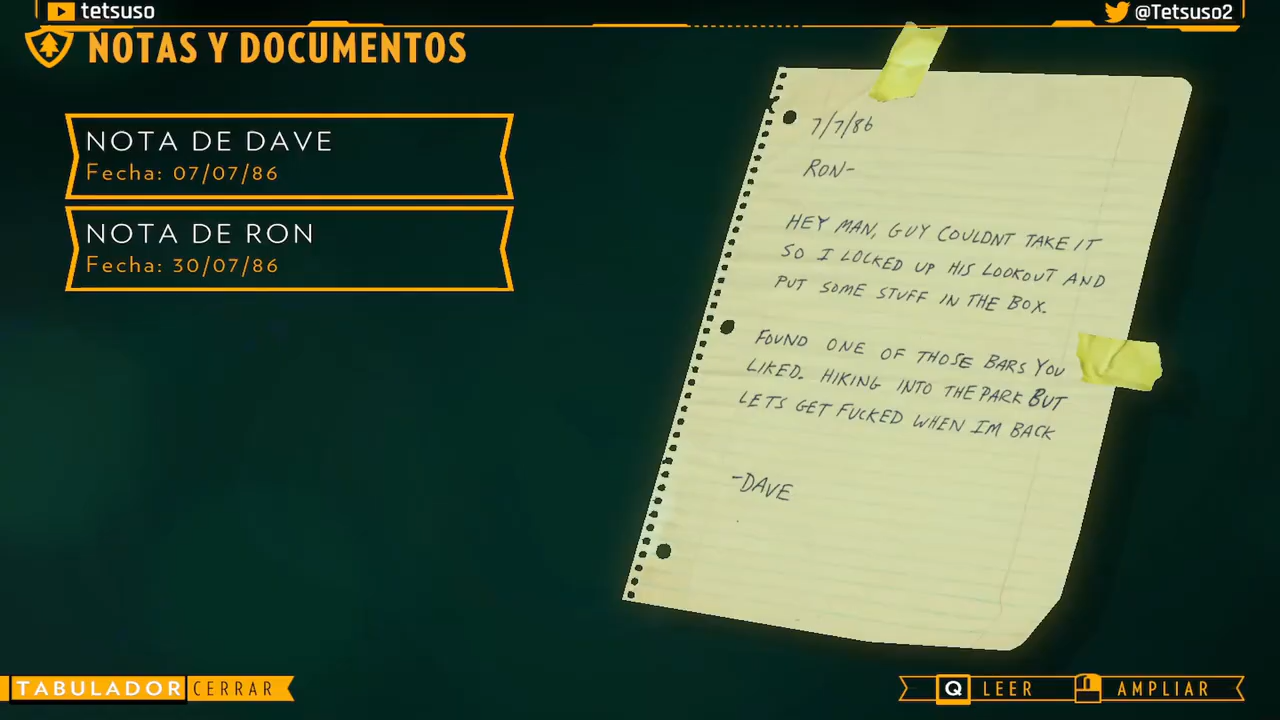 tetsuso
@Tetsuso2
NOTAS Y DOCUMENTOS
NOTA DE DAVE
Fecha: 07/07/86
NOTA DE RON
Fecha: 30/07/86
7/7/86
RON-
HEY MAN, GUY COULDNT TAKE IT
SO I LOCKED UP HIS LOOKOUT AND
PUT SOME STUFF IN THE BOX.
FOUND ONE OF THOSE BARS YOU
LIKED. HIKING INTO THE PARK BUT
LETS GET FUCKED WHEN IM BACK
-DAVE
TABULADOR CERRAR
Q LEER AMPLIAR